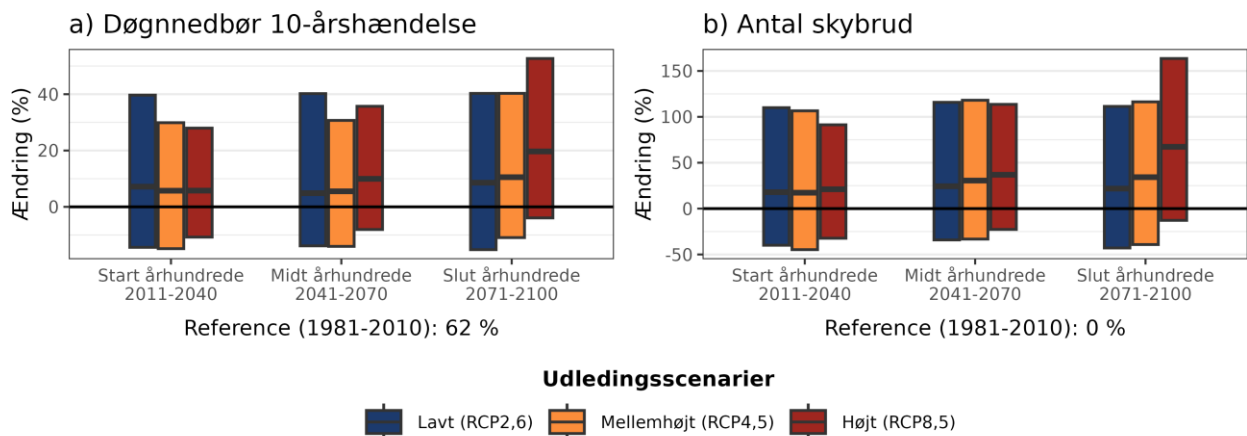 a) Døgnnedbør 10-årshændelse
Ændring (%)
40
20
0
Start århundrede
2011-2040
Midt århundrede
2041-2070
Slut århundrede
2071-2100
Reference (1981-2010): 62 %
b) Antal skybrud
Ændring (%)
150
100
50
0
-50
Start århundrede
2011-2040
Midt århundrede
2041-2070
Slut århundrede
2071-2100
Reference (1981-2010): 0 %
Udledingsscenarier
Lavt (RCP2,6)
Mellemhøjt (RCP4,5)
Højt (RCP8,5)